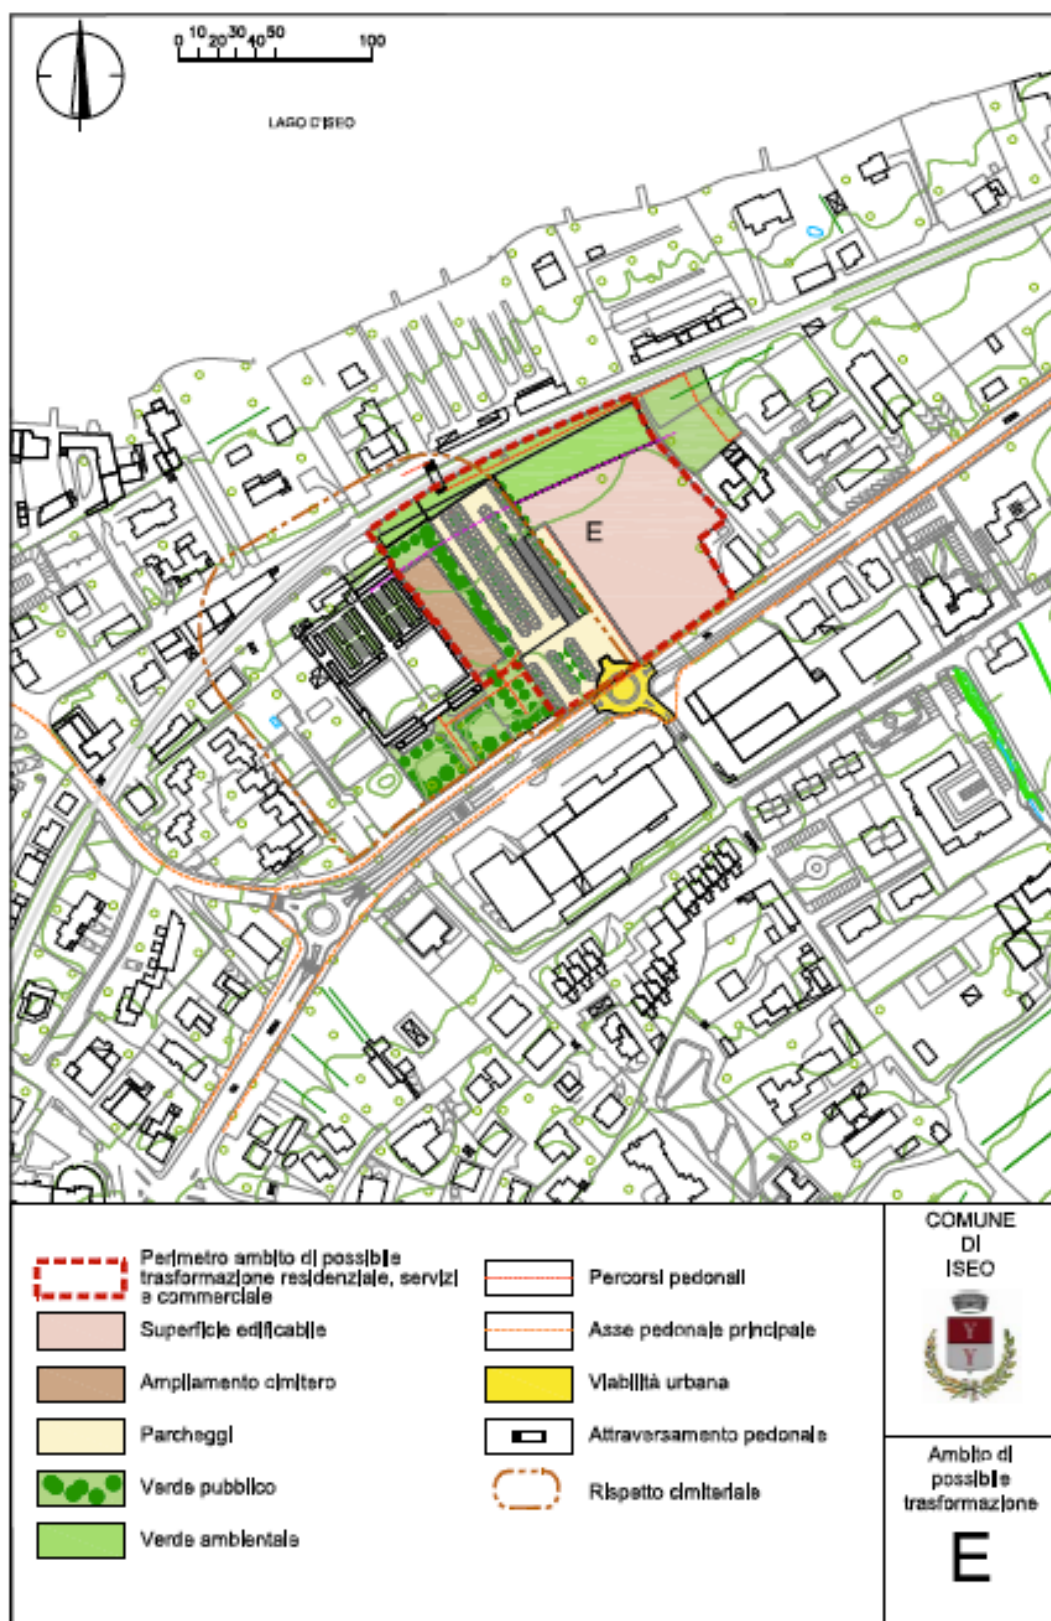 0 10 20 30 40 50 100
LAGO D'ISEO
E
Perimetro ambito di possibile
trasformazione residenziale, servizi
e commerciale
Superficie edificabile
Ampliamento cimitero
Parcheggi
Verde pubblico
Verde ambientale
Percorsi pedonali
Asse pedonale principale
Viabilità urbana
Attraversamento pedonale
Rispetto cimiteriale
COMUNE
DI
ISEO
Y
Y
Ambito di
possibile
trasformazione
E